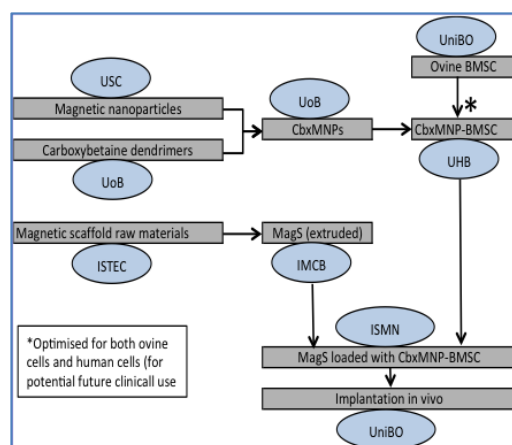 UniBO
Ovine BMSC
USC
Magnetic nanoparticles
UoB
CbxMNPs
*
CbxMNP-BMSC
Carboxybetaine dendrimers
UoB
UHB
Magnetic scaffold raw materials
ISTEC
MagS (extruded)
IMCB
ISMN
*Optimised for both ovine
cells and human cells (for
potential future clinicall use
MagS loaded with CbxMNP-BMSC
Implantation in vivo
UniBO